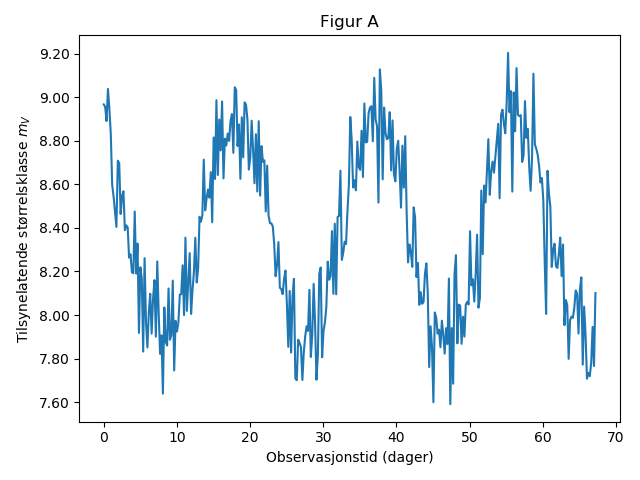 Figur A
Tilsynelatende størrelsesklasse m_V
9.20
9.00
8.80
8.60
8.40
8.20
8.00
7.80
7.60
0 10 20 30 40 50 60 70
Observasjonstid (dager)